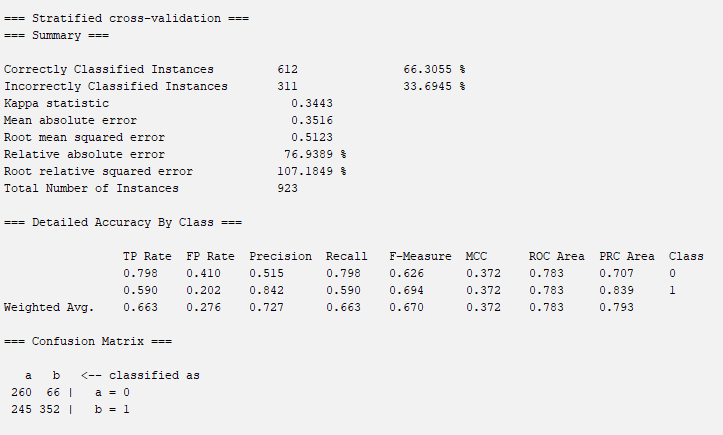 === Stratified cross-validation ===
=== Summary ===
Correctly Classified Instances 612 66.3055 %
Incorrectly Classified Instances 311 33.6945 %
Kappa statistic 0.3443
Mean absolute error 0.3516
Root mean squared error 0.5123
Relative absolute error 76.9389 %
Root relative squared error 107.1849 %
Total Number of Instances 923
=== Detailed Accuracy By Class ===
TP Rate FP Rate Precision Recall F-Measure MCC ROC Area PRC Area Class
0.798 0.410 0.515 0.798 0.626 0.372 0.783 0.707 0
0.590 0.202 0.842 0.590 0.694 0.372 0.783 0.839 1
Weighted Avg. 0.663 0.276 0.727 0.663 0.670 0.372 0.783 0.793
=== Confusion Matrix ===
a b <-- classified as
260 66 | a = 0
245 352 | b = 1